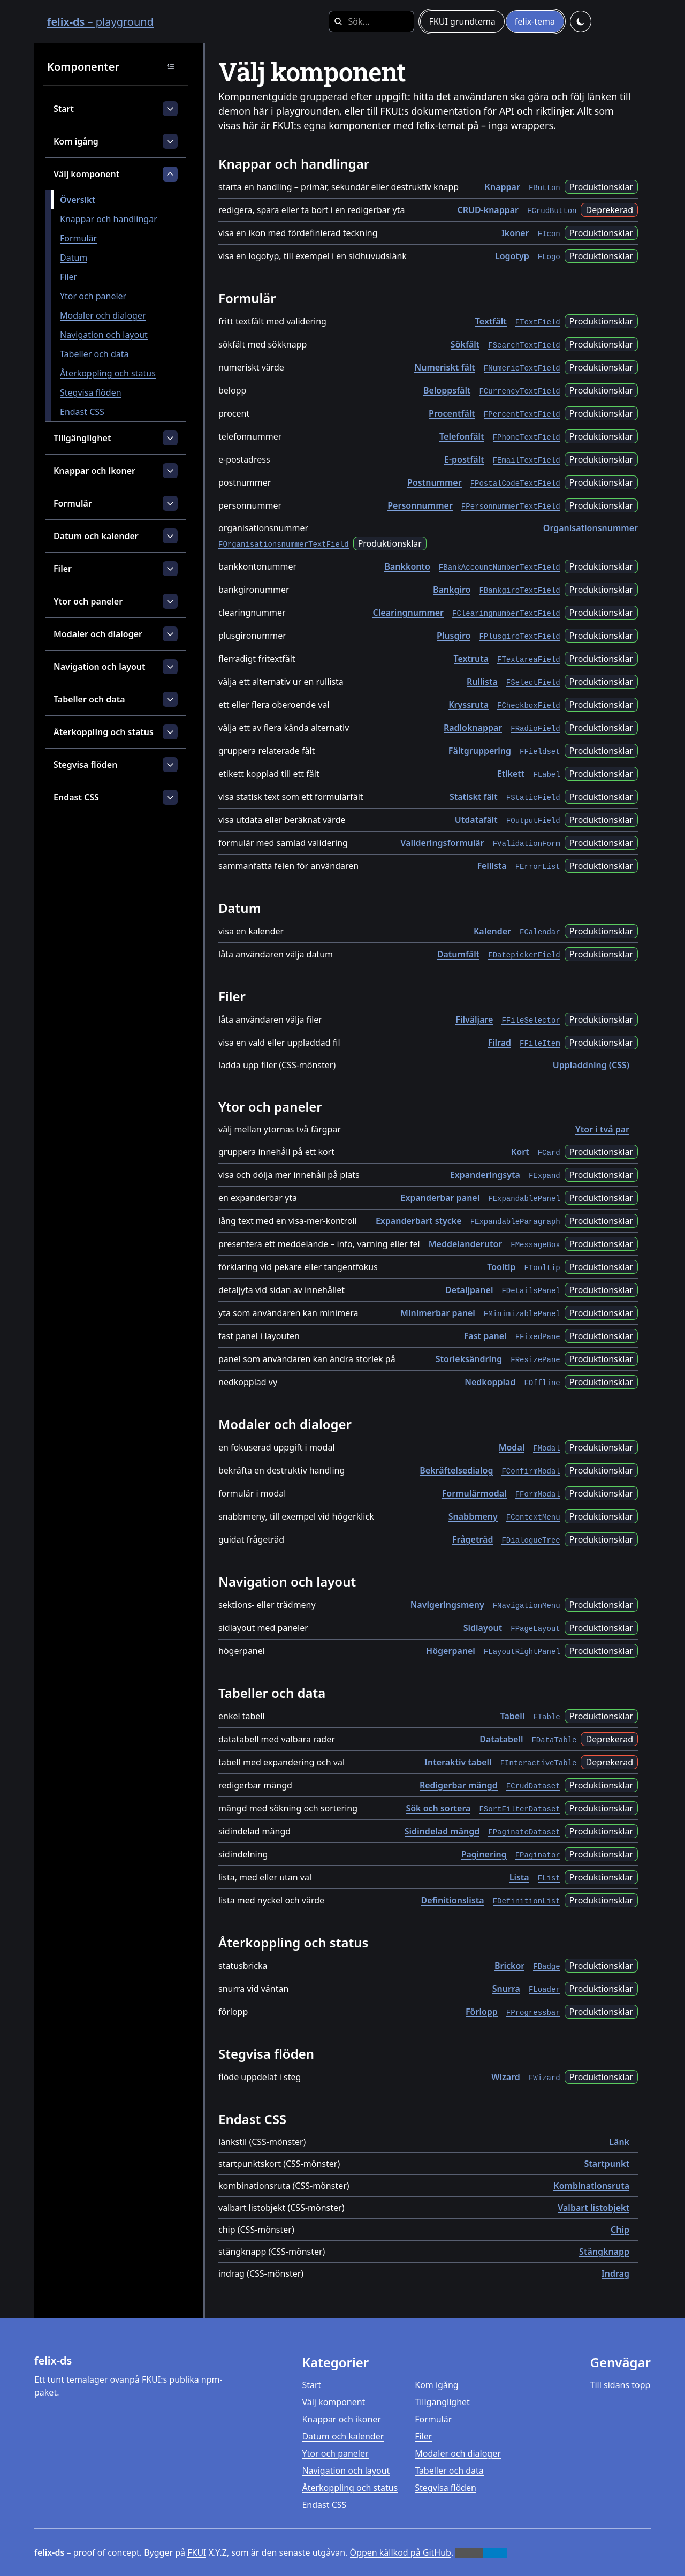 felix-ds – playground
Sök...
FKUI grundtema
felix-tema
Komponenter
Start
Kom igång
Välj komponent
Översikt
Knappar och handlingar
Formulär
Datum
Filer
Ytor och paneler
Modaler och dialoger
Navigation och layout
Tabeller och data
Återkoppling och status
Stegvisa flöden
Endast CSS
Tillgänglighet
Knappar och ikoner
Formulär
Datum och kalender
Filer
Ytor och paneler
Modaler och dialoger
Navigation och layout
Tabeller och data
Återkoppling och status
Stegvisa flöden
Endast CSS
Välj komponent
Komponentguide grupperad efter uppgift: hitta det användaren ska göra och följ länken till
demon här i playgrounden, eller till FKUI:s dokumentation för API och riktlinjer. Allt som
visas här är FKUI:s egna komponenter med felix-temat på – inga wrappers.
Knappar och handlingar
starta en handling – primär, sekundär eller destruktiv knapp Knappar FButton Produktionsklar
redigera, spara eller ta bort i en redigerbar yta CRUD-knappar FCrudButton Deprekerad
visa en ikon med fördefinierad teckning Ikoner FIcon Produktionsklar
visa en logotyp, till exempel i en sidhuvudslänk Logotyp FLogo Produktionsklar
Formulär
fritt textfält med validering Textfält FTextField Produktionsklar
sökfält med sökknapp Sökfält FSearchTextField Produktionsklar
numeriskt värde Numeriskt fält FNumericTextField Produktionsklar
belopp Beloppsfält FCurrencyTextField Produktionsklar
procent Procentfält FPercentTextField Produktionsklar
telefonnummer Telefonfält FPhoneTextField Produktionsklar
e-postadress E-postfält FEmailTextField Produktionsklar
postnummer Postnummer FPostalCodeTextField Produktionsklar
personnummer Personnummer FPersonnummerTextField Produktionsklar
organisationsnummer Organisationsnummer
FOrganisationsnummerTextField Produktionsklar
bankkontonummer Bankkonto FBankAccountNumberTextField Produktionsklar
bankgironummer Bankgiro FBankgiroTextField Produktionsklar
clearingnummer Clearingnummer FClearingnumberTextField Produktionsklar
plusgironummer Plusgiro FPlusgiroTextField Produktionsklar
flerradigt fritextfält Textruta FTextareaField Produktionsklar
välja ett alternativ ur en rullista Rullista FSelectField Produktionsklar
ett eller flera oberoende val Kryssruta FCheckboxField Produktionsklar
välja ett av flera kända alternativ Radioknappar FRadioField Produktionsklar
gruppera relaterade fält Fältgruppering FFieldset Produktionsklar
etikett kopplad till ett fält Etikett FLabel Produktionsklar
visa statisk text som ett formulärfält Statiskt fält FStaticField Produktionsklar
visa utdata eller beräknat värde Utdatafält FOutputField Produktionsklar
formulär med samlad validering Valideringsformulär FValidationForm Produktionsklar
sammanfatta felen för användaren Fellista FErrorList Produktionsklar
Datum
visa en kalender Kalender FCalendar Produktionsklar
låta användaren välja datum Datumfält FDatepickerField Produktionsklar
Filer
låta användaren välja filer Filväljare FFileSelector Produktionsklar
visa en vald eller uppladdad fil Filrad FFileItem Produktionsklar
ladda upp filer (CSS-mönster) Uppladdning (CSS)
Ytor och paneler
välj mellan ytornas två färgpar Ytor i två par
gruppera innehåll på ett kort Kort FCard Produktionsklar
visa och dölja mer innehåll på plats Expanderingsyta FExpand Produktionsklar
en expanderbar yta Expanderbar panel FExpandablePanel Produktionsklar
lång text med en visa-mer-kontroll Expanderbart stycke FExpandableParagraph Produktionsklar
presentera ett meddelande – info, varning eller fel Meddelanderutor FMessageBox Produktionsklar
förklaring vid pekare eller tangentfokus Tooltip FTooltip Produktionsklar
detaljyta vid sidan av innehållet Detaljpanel FDetailsPanel Produktionsklar
yta som användaren kan minimera Minimerbar panel FMinimizablePanel Produktionsklar
fast panel i layouten Fast panel FFixedPane Produktionsklar
panel som användaren kan ändra storlek på Storleksändring FResizePane Produktionsklar
nedkopplad vy Nedkopplad FOffline Produktionsklar
Modaler och dialoger
en fokuserad uppgift i modal Modal FModal Produktionsklar
bekräfta en destruktiv handling Bekräftelsedialog FConfirmModal Produktionsklar
formulär i modal Formulärmodal FFormModal Produktionsklar
snabbmeny, till exempel vid högerklick Snabbmeny FContextMenu Produktionsklar
guidat frågeträd Frågeträd FDialogueTree Produktionsklar
Navigation och layout
sektions- eller trädmeny Navigeringsmeny FNavigationMenu Produktionsklar
sidlayout med paneler Sidlayout FPageLayout Produktionsklar
högerpanel Högerpanel FLayoutRightPanel Produktionsklar
Tabeller och data
enkel tabell Tabell FTable Produktionsklar
datatabell med valbara rader Datatabell FDataTable Deprekerad
tabell med expandering och val Interaktiv tabell FInteractiveTable Deprekerad
redigerbar mängd Redigerbar mängd FCrudDataset Produktionsklar
mängd med sökning och sortering Sök och sortera FSortFilterDataset Produktionsklar
sidindelad mängd Sidindelad mängd FPaginateDataset Produktionsklar
sidindelning Paginering FPaginator Produktionsklar
lista, med eller utan val Lista FList Produktionsklar
lista med nyckel och värde Definitionslista FDefinitionList Produktionsklar
Återkoppling och status
statusbricka Brickor FBadge Produktionsklar
snurra vid väntan Snurra FLoader Produktionsklar
förlopp Förlopp FProgressbar Produktionsklar
Stegvisa flöden
flöde uppdelat i steg Wizard FWizard Produktionsklar
Endast CSS
länkstil (CSS-mönster) Länk
startpunktskort (CSS-mönster) Startpunkt
kombinationsruta (CSS-mönster) Kombinationsruta
valbart listobjekt (CSS-mönster) Valbart listobjekt
chip (CSS-mönster) Chip
stängknapp (CSS-mönster) Stängknapp
indrag (CSS-mönster) Indrag
felix-ds
Ett tunt temalager ovanpå FKUI:s publika npm-
paket.
Kategorier
Start Kom igång
Välj komponent Tillgänglighet
Knappar och ikoner Formulär
Datum och kalender Filer
Ytor och paneler Modaler och dialoger
Navigation och layout Tabeller och data
Återkoppling och status Stegvisa flöden
Endast CSS
Genvägar
Till sidans topp
felix-ds – proof of concept. Bygger på FKUI X.Y.Z, som är den senaste utgåvan. Öppen källkod på GitHub.